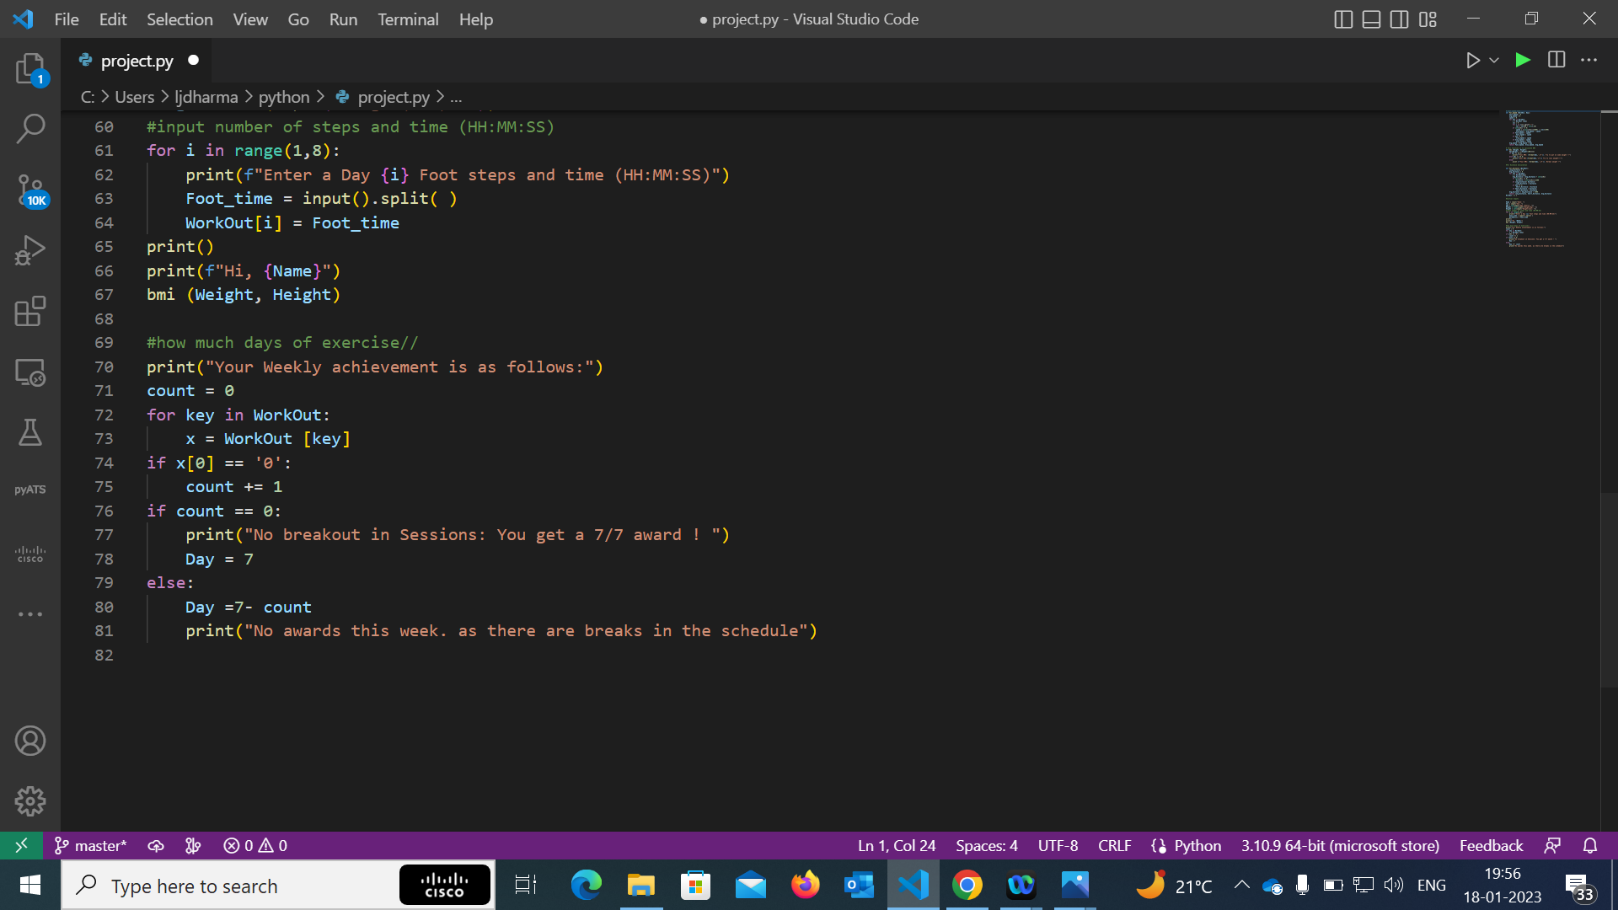 File Edit Selection View Go Run Terminal Help
● project.py - Visual Studio Code
project.py
C: > Users > ljdharma > python > project.py > ...
1
10K
pyATS
cisco
60 #input number of steps and time (HH:MM:SS)
61 for i in range(1,8):
62 print(f"Enter a Day {i} Foot steps and time (HH:MM:SS)")
63 Foot_time = input().split( )
64 WorkOut[i] = Foot_time
65 print()
66 print(f"Hi, {Name}")
67 bmi (Weight, Height)
68
69 #how much days of exercise//
70 print("Your Weekly achievement is as follows:")
71 count = 0
72 for key in WorkOut:
73 x = WorkOut [key]
74 if x[0] == '0':
75 count += 1
76 if count == 0:
77 print("No breakout in Sessions: You get a 7/7 award ! ")
78 Day = 7
79 else:
80 Day =7- count
81 print("No awards this week. as there are breaks in the schedule")
82
master* 0 0 Ln 1, Col 24 Spaces: 4 UTF-8 CRLF Python 3.10.9 64-bit (microsoft store) Feedback
Type here to search
cisco
21°C
ENG
19:56
18-01-2023
33